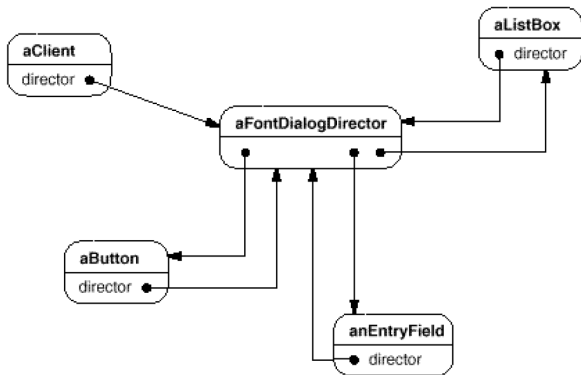 aClient
director
aListBox
director
aFontDialogDirector
aButton
director
anEntryField
director